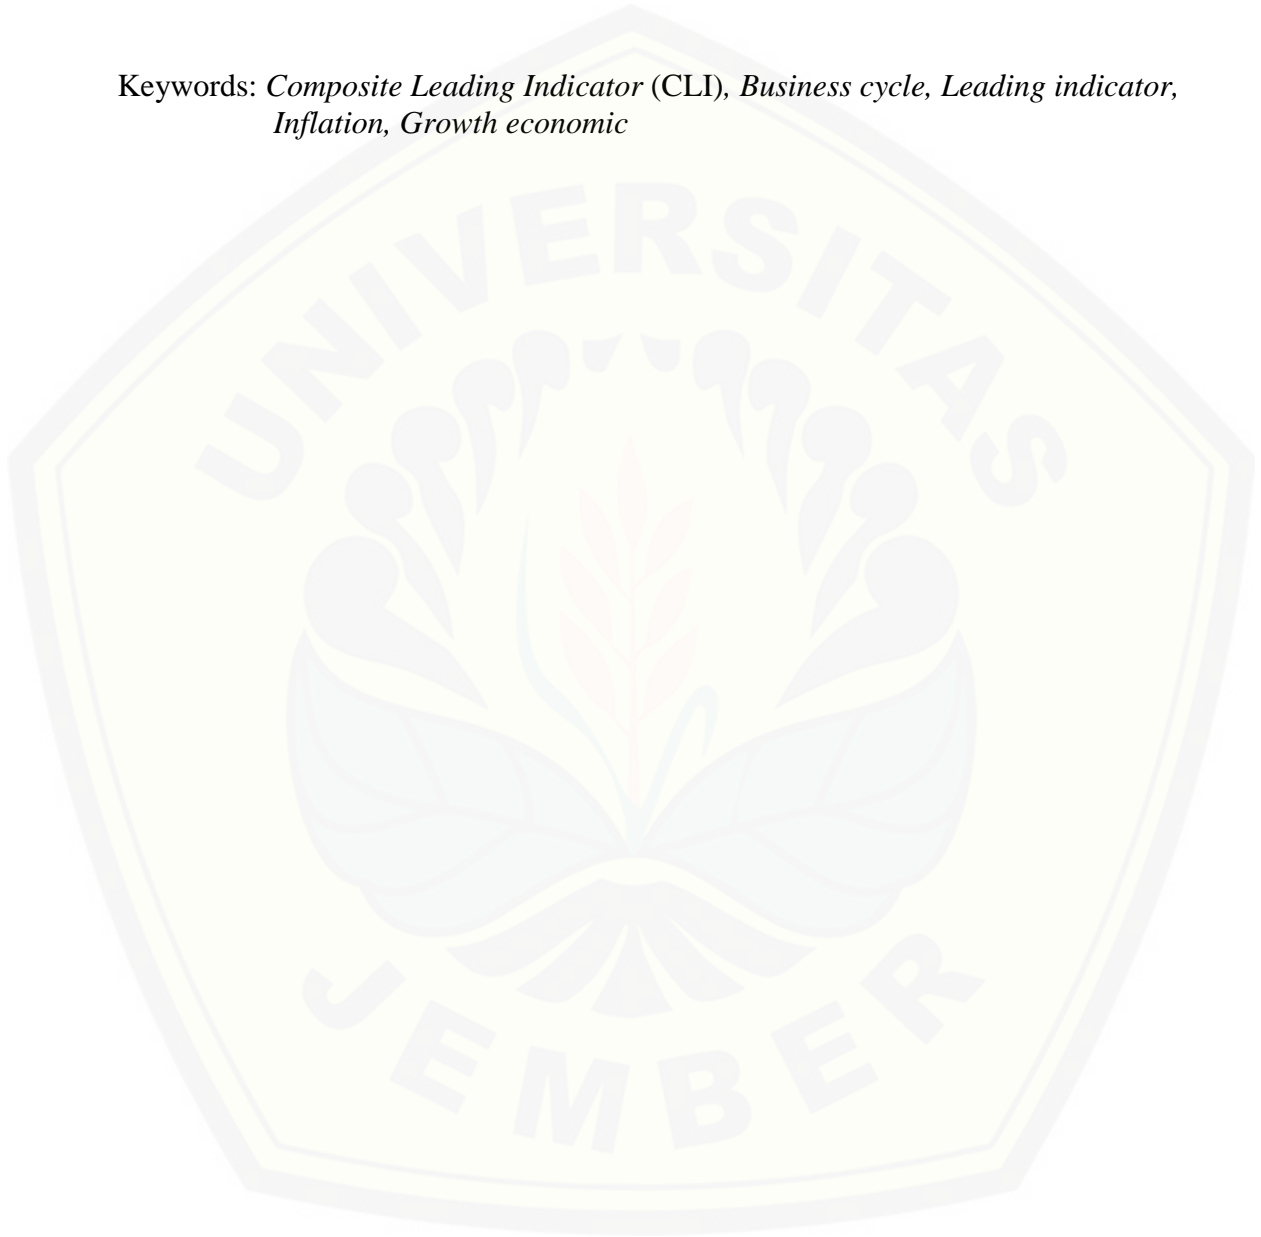 Keywords: Composite Leading Indicator (CLI), Business cycle, Leading indicator,
Inflation, Growth economic
UNIVERSITAS
JEMBER